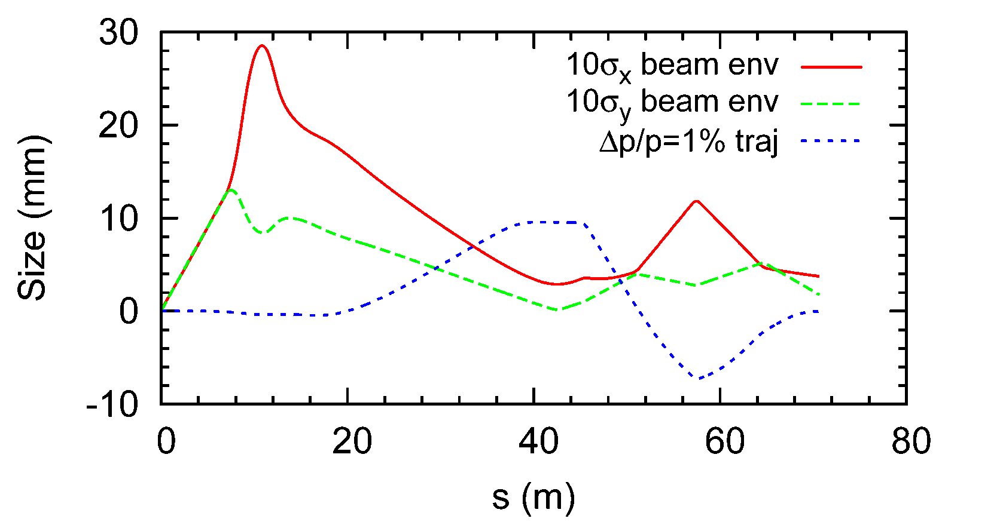 30
20
10
0
-10
Size (mm)
10σx beam env
10σy beam env
Δp/p=1% traj
0 20 40 60 80
s (m)